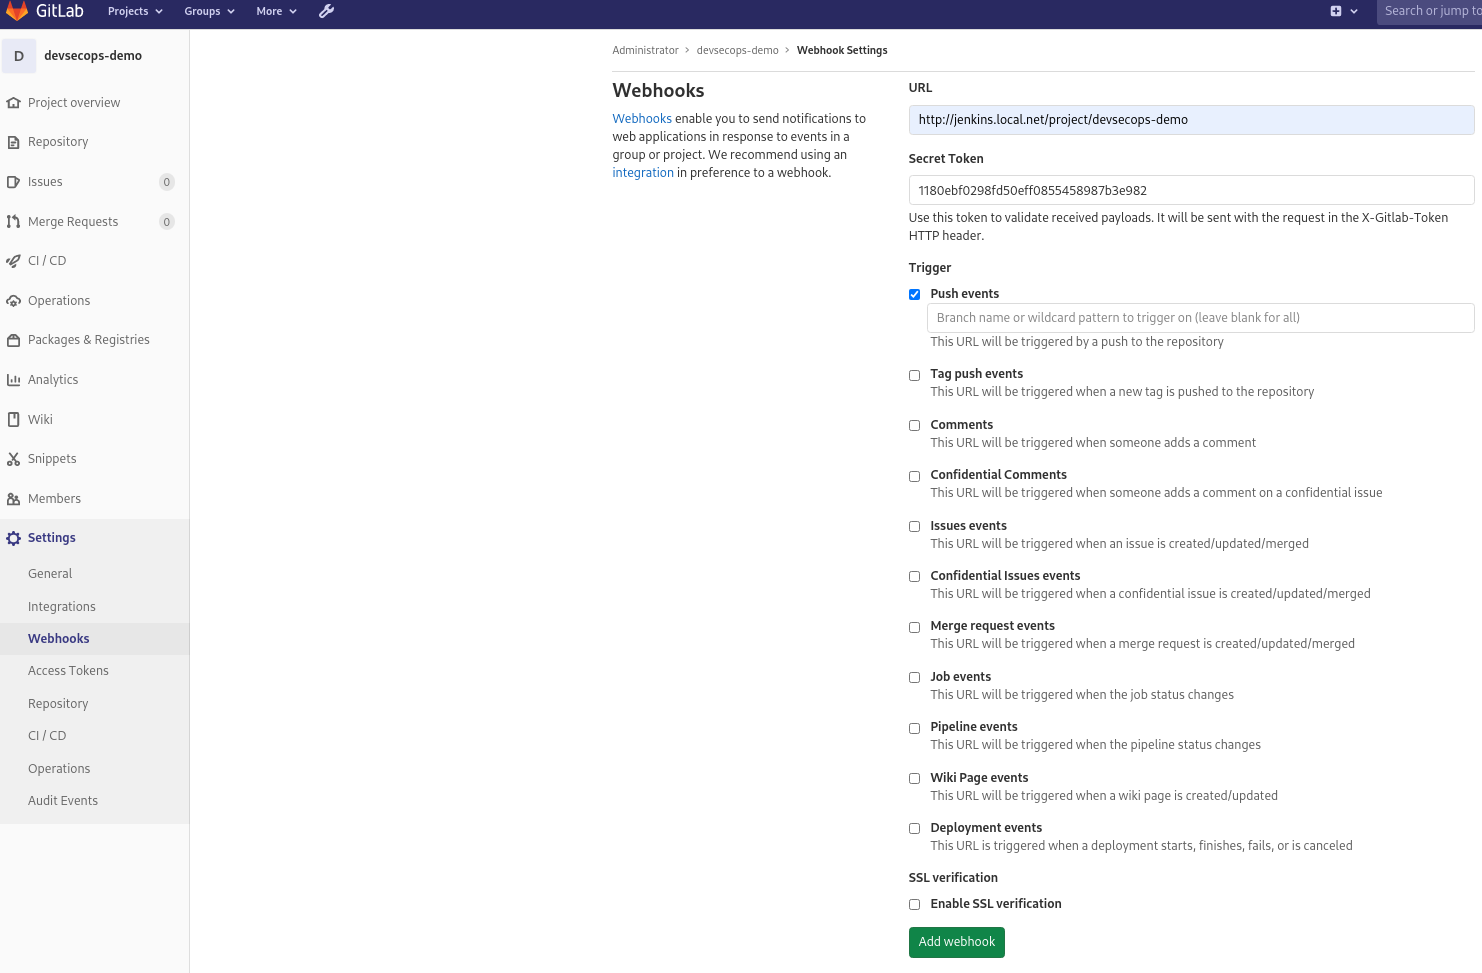 GitLab
Projects
Groups
More
Search or jump to
D
devsecops-demo
Project overview
Repository
Issues
0
Merge Requests
0
CI / CD
Operations
Packages & Registries
Analytics
Wiki
Snippets
Members
Settings
General
Integrations
Webhooks
Access Tokens
Repository
CI / CD
Operations
Audit Events
Administrator > devsecops-demo > Webhook Settings
Webhooks
Webhooks enable you to send notifications to
web applications in response to events in a
group or project. We recommend using an
integration in preference to a webhook.
URL
http://jenkins.local.net/project/devsecops-demo
Secret Token
1180ebf0298fd50eff0855458987b3e982
Use this token to validate received payloads. It will be sent with the request in the X-Gitlab-Token
HTTP header.
Trigger
Push events
Branch name or wildcard pattern to trigger on (leave blank for all)
This URL will be triggered by a push to the repository
Tag push events
This URL will be triggered when a new tag is pushed to the repository
Comments
This URL will be triggered when someone adds a comment
Confidential Comments
This URL will be triggered when someone adds a comment on a confidential issue
Issues events
This URL will be triggered when an issue is created/updated/merged
Confidential Issues events
This URL will be triggered when a confidential issue is created/updated/merged
Merge request events
This URL will be triggered when a merge request is created/updated/merged
Job events
This URL will be triggered when the job status changes
Pipeline events
This URL will be triggered when the pipeline status changes
Wiki Page events
This URL will be triggered when a wiki page is created/updated
Deployment events
This URL is triggered when a deployment starts, finishes, fails, or is canceled
SSL verification
Enable SSL verification
Add webhook